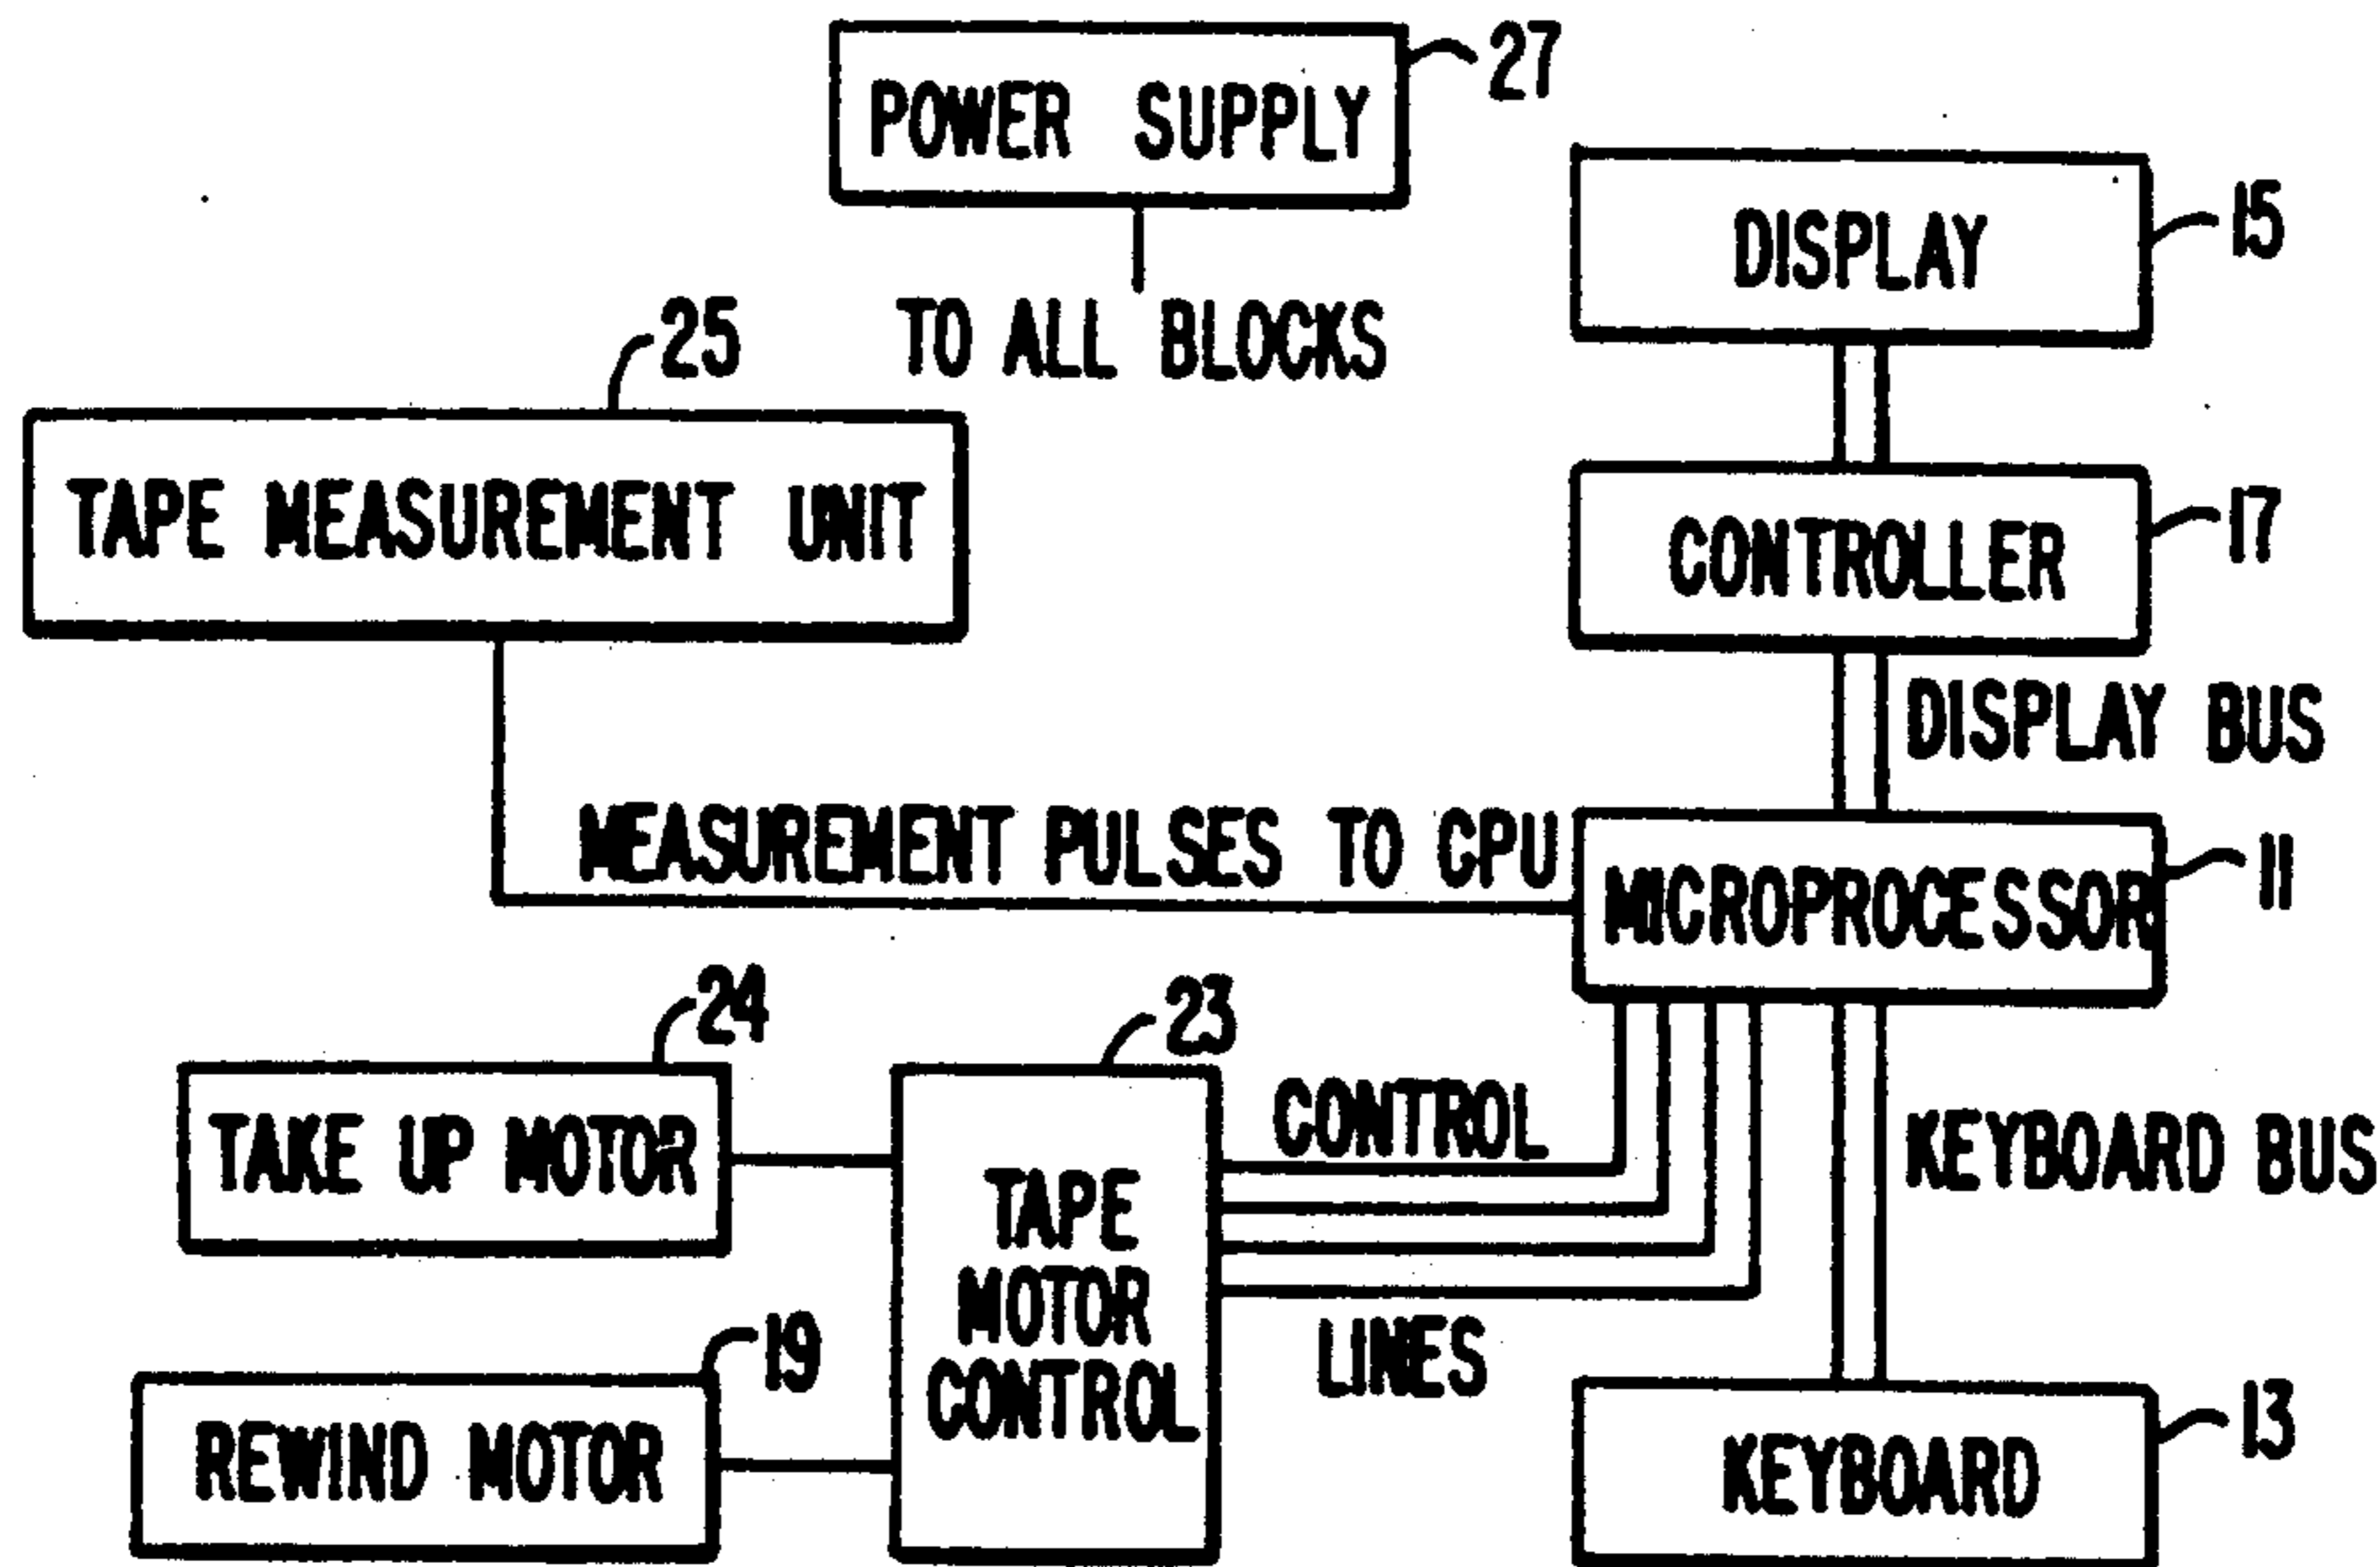 27
POWER SUPPLY
TO ALL BLOCKS
DISPLAY
15
25
TAPE MEASUREMENT UNIT
CONTROLLER
17
DISPLAY BUS
MEASUREMENT PULSES TO CPU
MICROPROCESSOR
11
24
TAKE UP MOTOR
23
TAPE
MOTOR
CONTROL
CONTROL
LINES
KEYBOARD BUS
19
REWIND MOTOR
KEYBOARD
13